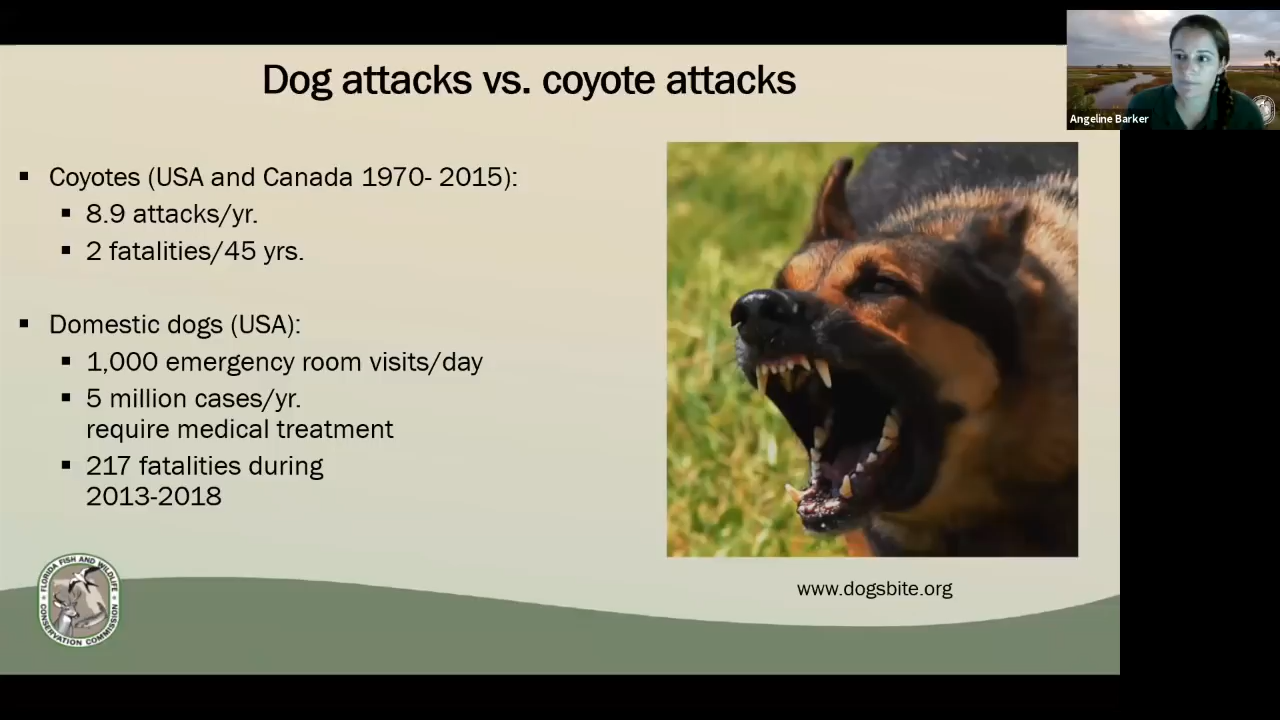 Dog attacks vs. coyote attacks
Angeline Barker
▪ Coyotes (USA and Canada 1970- 2015):
▪ 8.9 attacks/yr.
▪ 2 fatalities/45 yrs.
▪ Domestic dogs (USA):
▪ 1,000 emergency room visits/day
▪ 5 million cases/yr.
require medical treatment
▪ 217 fatalities during
2013-2018
www.dogsbite.org
FLORIDA FISH AND WILDLIFE
CONSERVATION COMMISSION